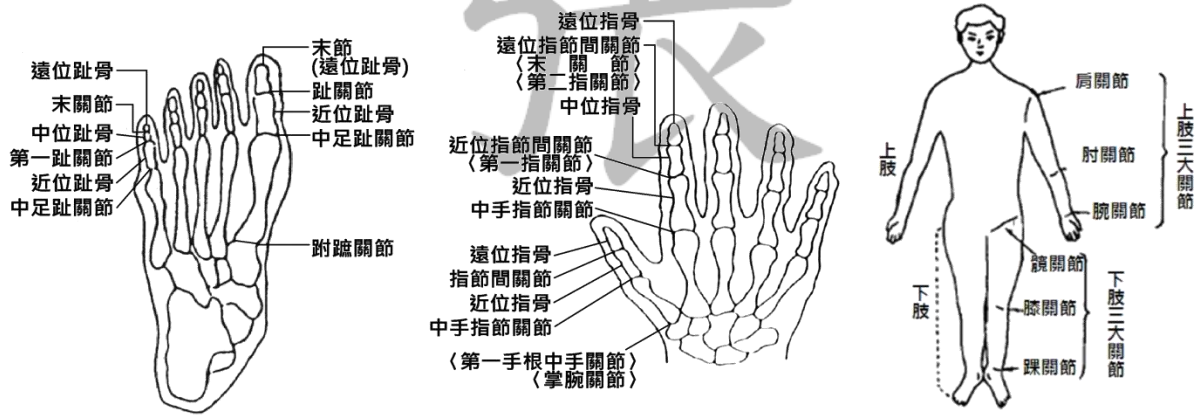 遠位趾骨
末關節
中位趾骨
第一趾關節
近位趾骨
中足趾關節
末節
(遠位趾骨)
趾關節
近位趾骨
中足趾關節
跗蹠關節
遠位指骨
遠位指節間關節
〈末關節〉
〈第二指關節〉
中位指骨
近位指節間關節
〈第一指關節〉
近位指骨
中手指節關節
遠位指骨
指節間關節
近位指骨
中手指節關節
〈第一手根中手關節〉
〈掌腕關節〉
上肢
下肢
肩關節
肘關節
腕關節
上肢三大關節
髖關節
膝關節
踝關節
下肢三大關節